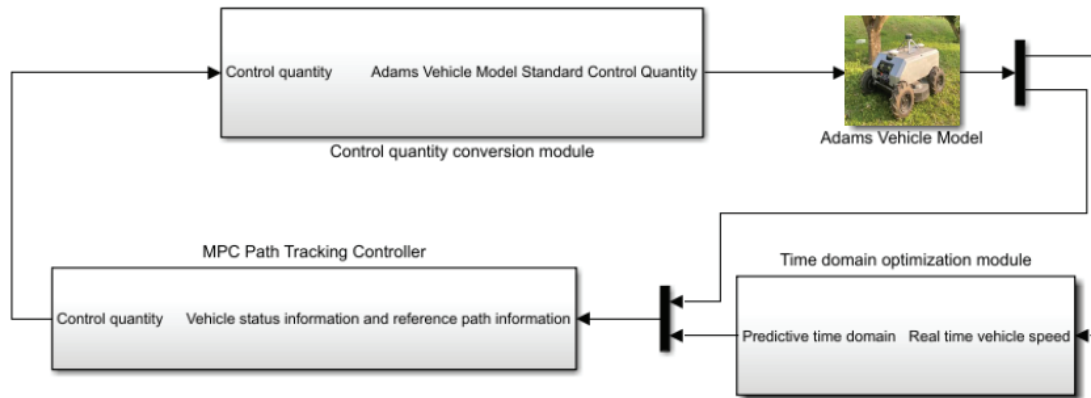 Control quantity
Adams Vehicle Model Standard Control Quantity
Control quantity conversion module
Adams Vehicle Model
MPC Path Tracking Controller
Control quantity
Vehicle status information and reference path information
Time domain optimization module
Predictive time domain
Real time vehicle speed